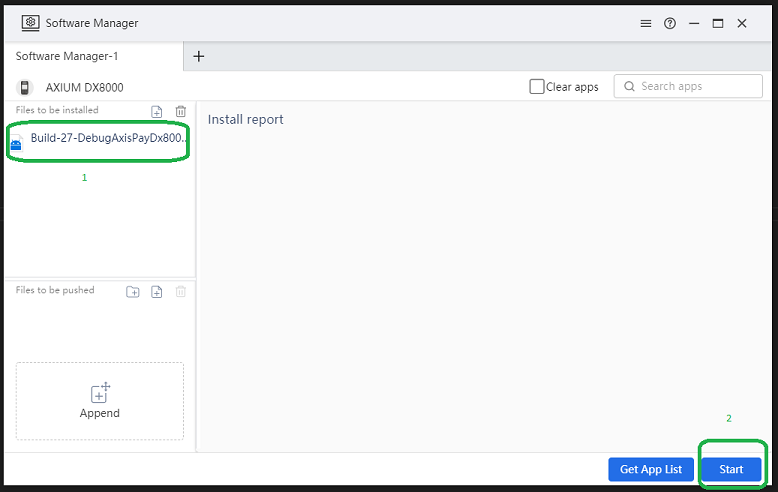 Software Manager
Software Manager-1
AXIUM DX8000
Clear apps
Search apps
Files to be installed
Install report
Build-27-DebugAxisPayDx800..
1
Files to be pushed
Append
2
Get App List
Start